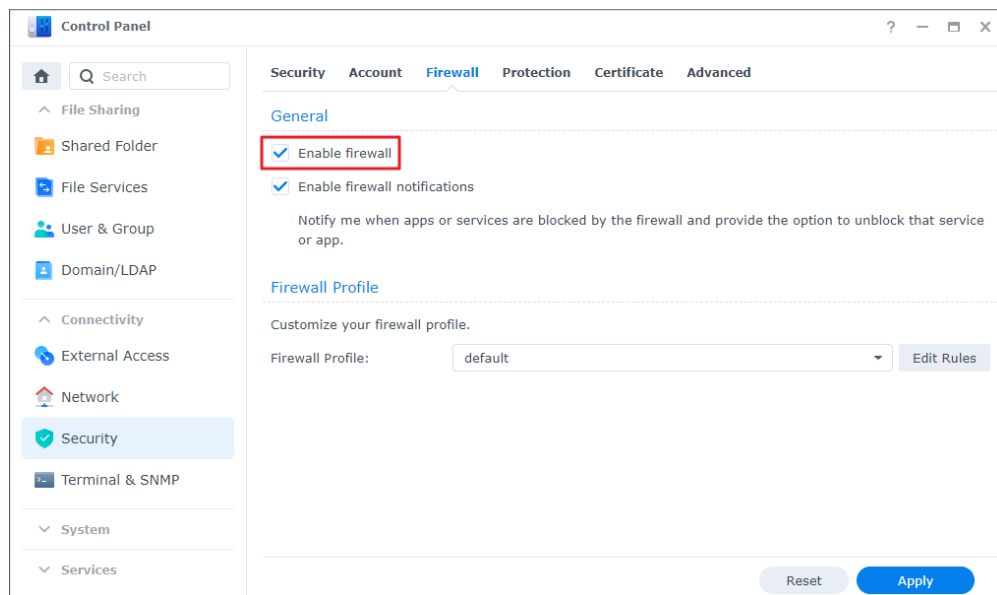 Control Panel
?
Search
File Sharing
Shared Folder
File Services
User & Group
Domain/LDAP
Connectivity
External Access
Network
Security
Terminal & SNMP
System
Services
Security Account Firewall Protection Certificate Advanced
General
Enable firewall
Enable firewall notifications
Notify me when apps or services are blocked by the firewall and provide the option to unblock that service
or app.
Firewall Profile
Customize your firewall profile.
Firewall Profile: default Edit Rules
Reset Apply